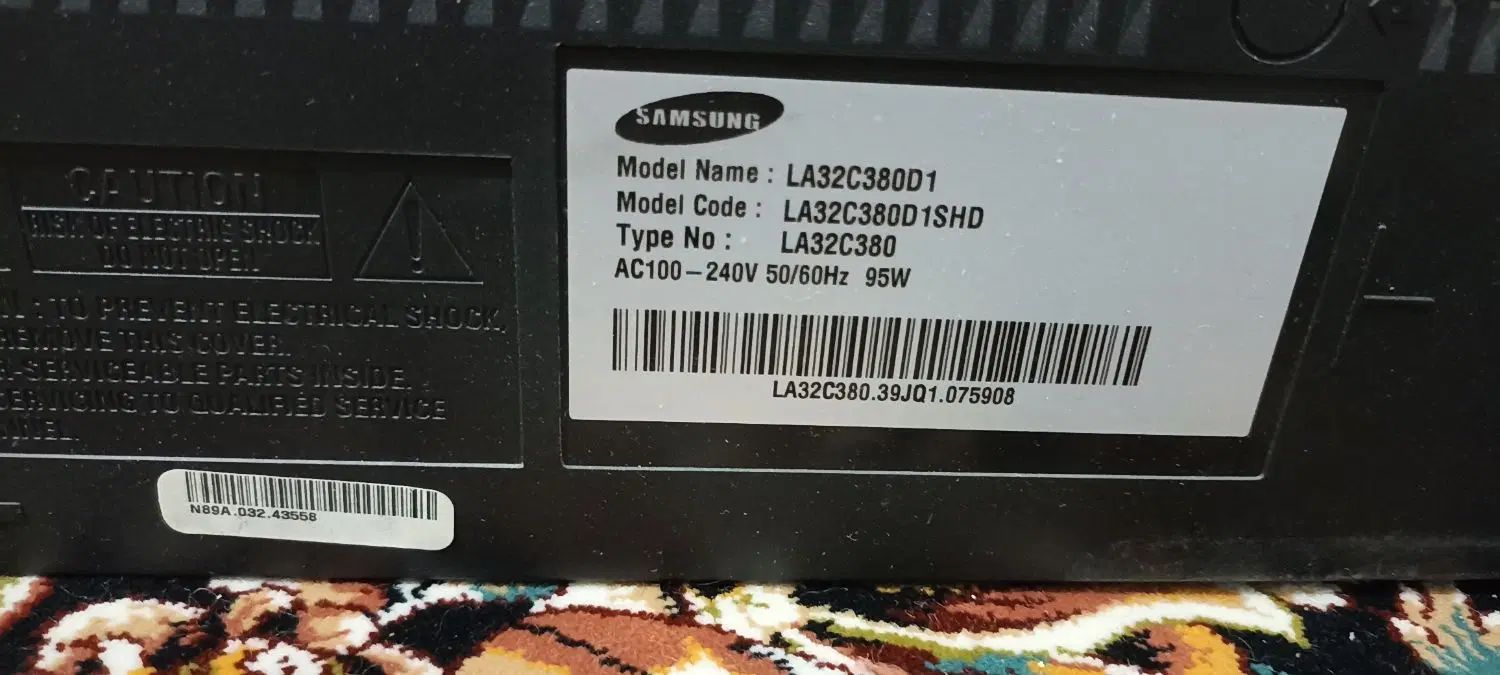 SAMSUNG
Model Name : LA32C380D1
Model Code : LA32C380D1SHD
Type No : LA32C380
AC100-240V 50/60Hz 95W
LA32C380.39JQ1.075908
CAUTION
RISK OF ELECTRIC SHOCK
DO NOT OPEN
: TO PREVENT ELECTRICAL SHOCK,
REMOVE THIS COVER.
SERVICEABLE PARTS INSIDE.
SERVICING TO QUALIFIED SERVICE
N89A.032.43558